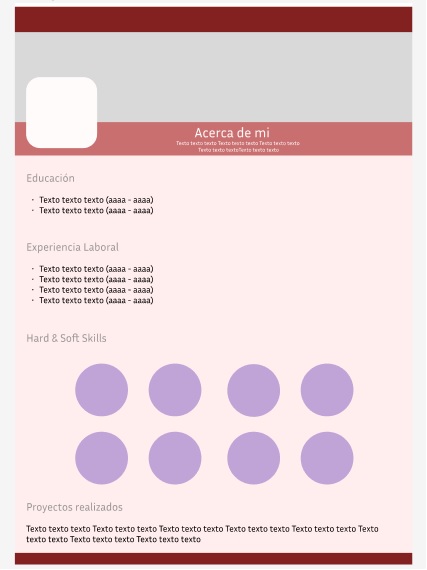 Acerca de mi
Texto texto texto Texto texto texto Texto texto texto
Texto texto textoTexto texto texto
Educación
· Texto texto texto (aaaa - aaaa)
· Texto texto texto (aaaa - aaaa)
Experiencia Laboral
· Texto texto texto (aaaa - aaaa)
· Texto texto texto (aaaa - aaaa)
· Texto texto texto (aaaa - aaaa)
· Texto texto texto (aaaa - aaaa)
Hard & Soft Skills
Proyectos realizados
Texto texto texto Texto texto texto Texto texto texto Texto texto texto Texto texto texto Texto
texto texto Texto texto texto Texto texto texto